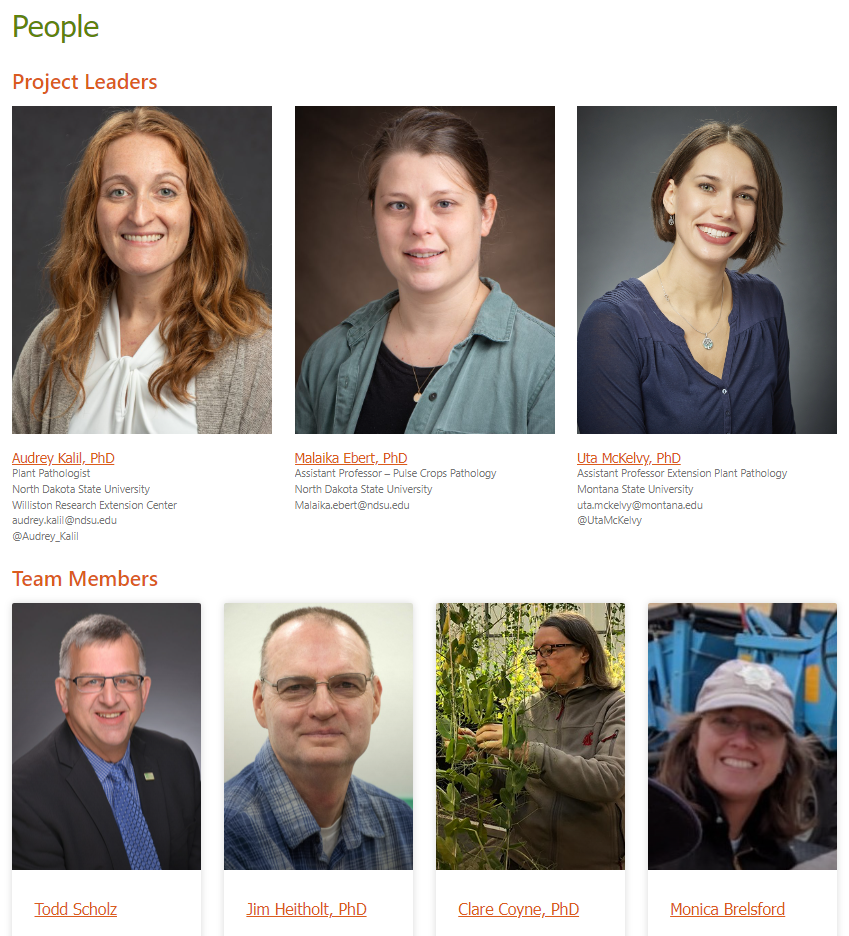 People
Project Leaders
Audrey Kalil, PhD
Plant Pathologist
North Dakota State University
Williston Research Extension Center
audrey.kalil@ndsu.edu
@Audrey_Kalil
Malaika Ebert, PhD
Assistant Professor – Pulse Crops Pathology
North Dakota State University
Malaika.ebert@ndsu.edu
Uta McKelvy, PhD
Assistant Professor Extension Plant Pathology
Montana State University
uta.mckelvy@montana.edu
@UtaMcKelvy
Team Members
Todd Scholz
Jim Heitholt, PhD
Clare Coyne, PhD
Monica Brelsford